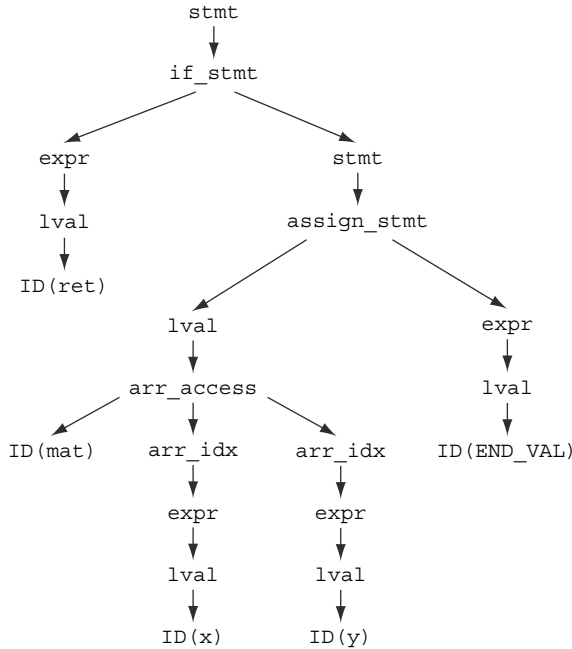 stmt
if_stmt
expr stmt
lval assign_stmt
ID(ret)
lval expr
arr_access lval
ID(mat) arr_idx arr_idx ID(END_VAL)
expr expr
lval lval
ID(x) ID(y)